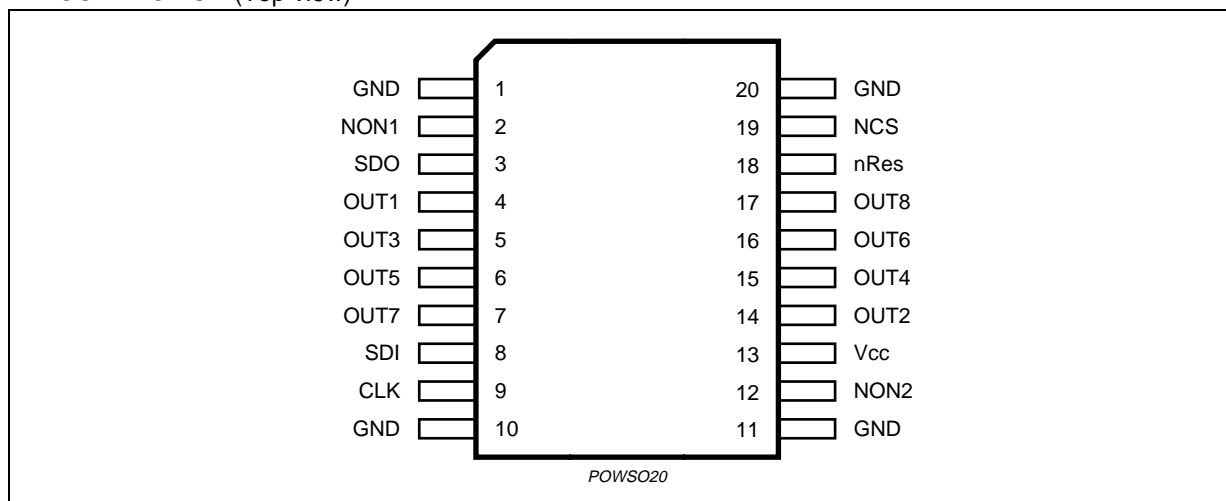 (Top view)
GND 1 20 GND
NON1 2 19 NCS
SDO 3 18 nRes
OUT1 4 17 OUT8
OUT3 5 16 OUT6
OUT5 6 15 OUT4
OUT7 7 14 OUT2
SDI 8 13 Vcc
CLK 9 12 NON2
GND 10 11 GND
POWSO20